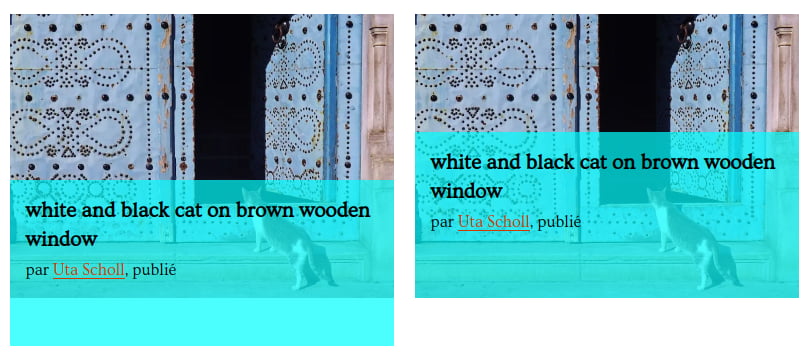 white and black cat on brown wooden
window
par Uta Scholl, publié
white and black cat on brown wooden
window
par Uta Scholl, publié